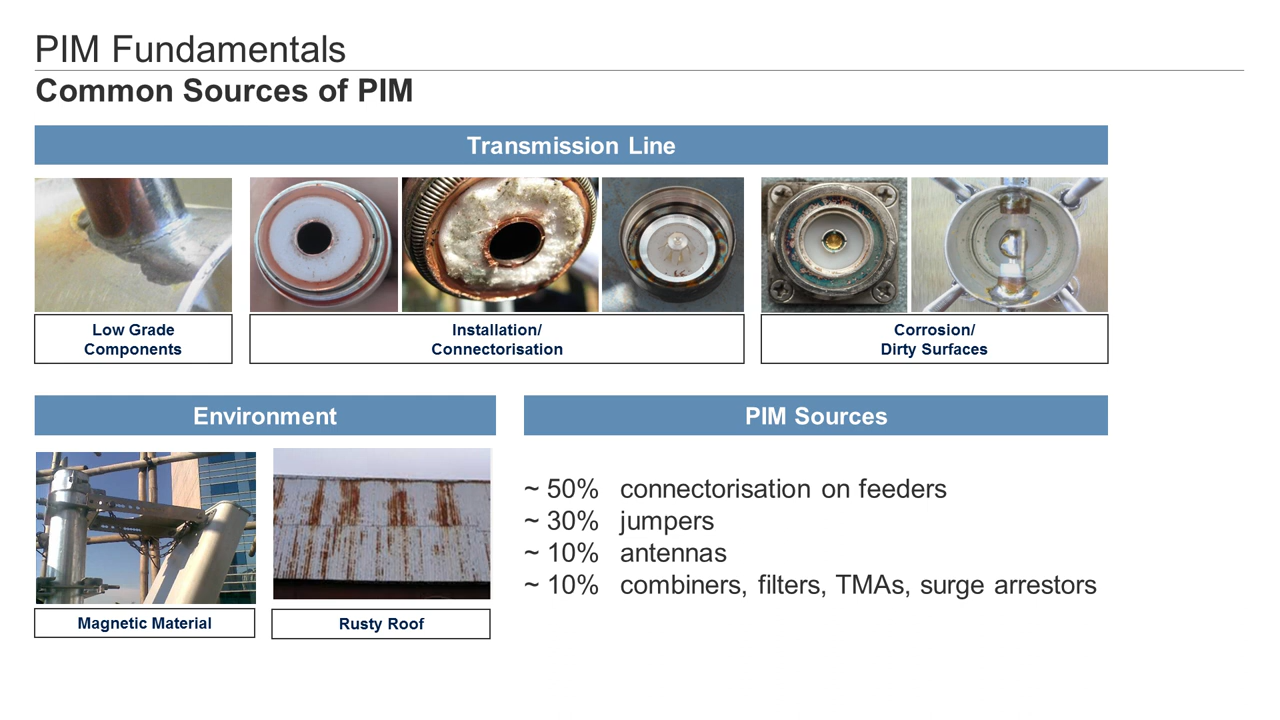 PIM Fundamentals
Common Sources of PIM
Transmission Line
Low Grade
Components
Installation/
Connectorisation
Corrosion/
Dirty Surfaces
Environment
PIM Sources
Magnetic Material
Rusty Roof
~ 50% connectorisation on feeders
~ 30% jumpers
~ 10% antennas
~ 10% combiners, filters, TMAs, surge arrestors